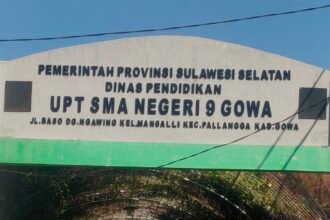 PEMERINTAH PROVINSI SULAWESI SELATAN
DINAS PENDIDIKAN
UPT SMA NEGERI 9 GOWA
JL.BASO DG.NGAWING KEL.MANGALLI KEC.PALLANGGA KAB.GOWA